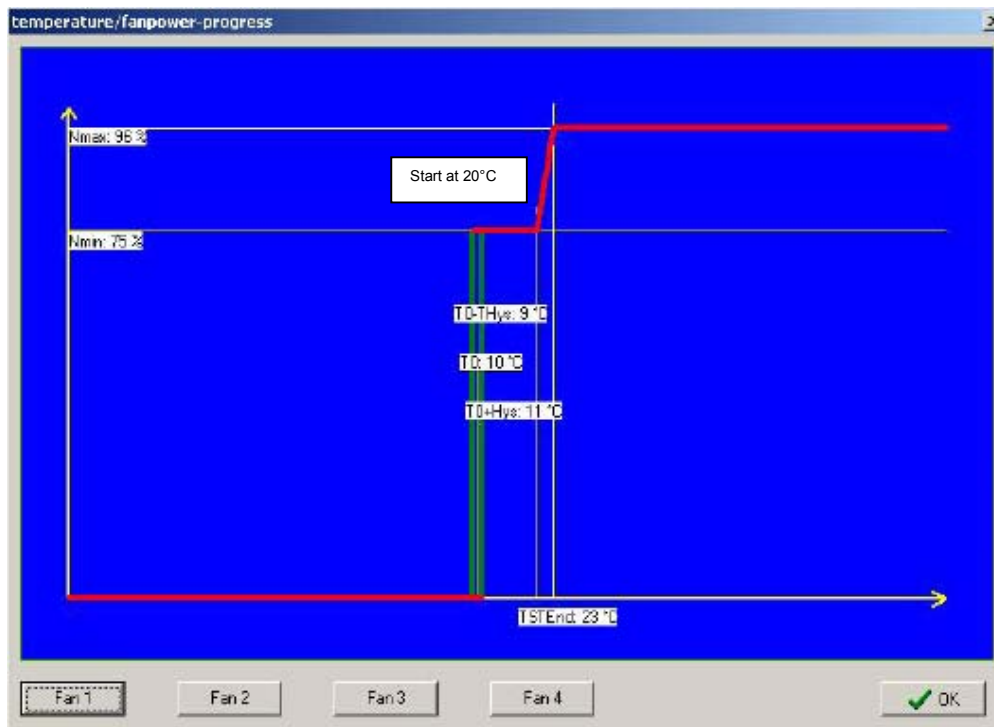 temperature/fanpower-progress
Nmax: 96 %
Start at 20°C
Nmin: 75 %
T0-THys: 9 °C
T0: 10 °C
T0+Hys: 11 °C
TSTEnd: 23 °C
Fan 1
Fan 2
Fan 3
Fan 4
OK